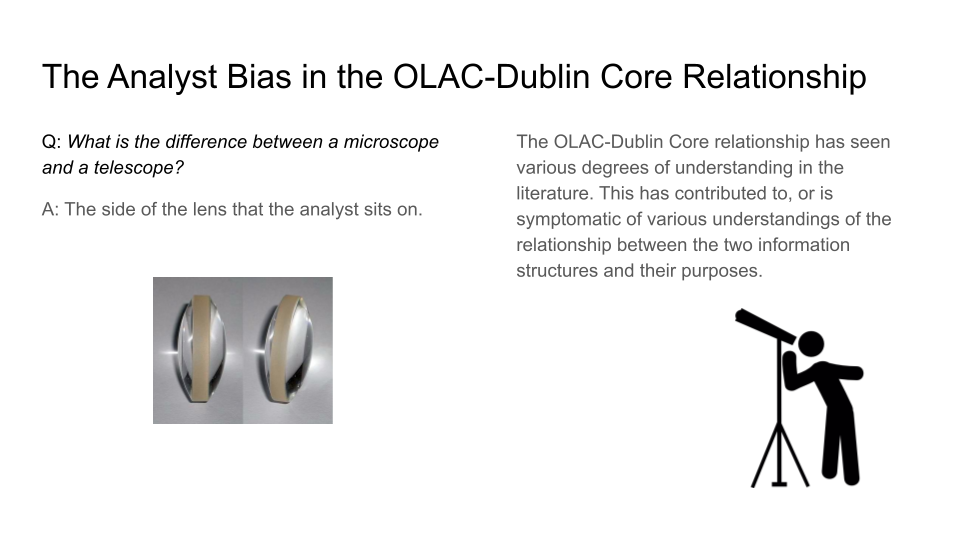 The Analyst Bias in the OLAC-Dublin Core Relationship
Q: What is the difference between a microscope
and a telescope?
A: The side of the lens that the analyst sits on.
The OLAC-Dublin Core relationship has seen
various degrees of understanding in the
literature. This has contributed to, or is
symptomatic of various understandings of the
relationship between the two information
structures and their purposes.